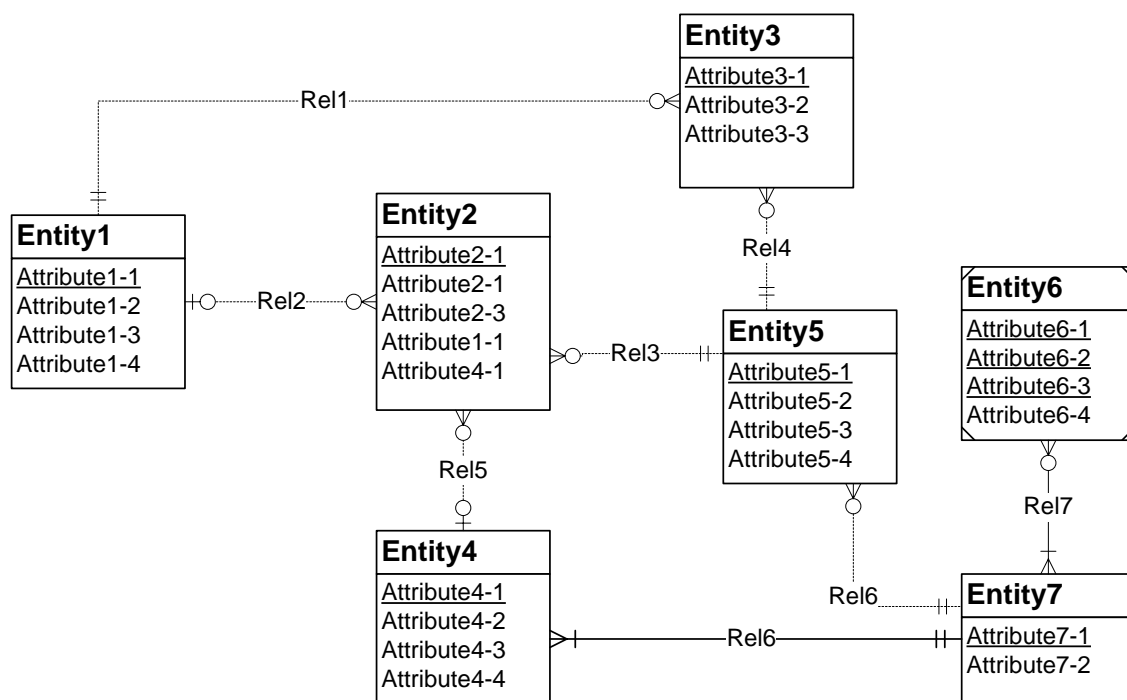 Entity3
Attribute3-1
Attribute3-2
Attribute3-3
Rel1
Entity1
Attribute1-1
Attribute1-2
Attribute1-3
Attribute1-4
Rel2
Entity2
Attribute2-1
Attribute2-1
Attribute2-3
Attribute1-1
Attribute4-1
Rel4
Rel3
Entity5
Attribute5-1
Attribute5-2
Attribute5-3
Attribute5-4
Entity6
Attribute6-1
Attribute6-2
Attribute6-3
Attribute6-4
Rel5
Rel7
Entity4
Attribute4-1
Attribute4-2
Attribute4-3
Attribute4-4
Rel6
Rel6
Entity7
Attribute7-1
Attribute7-2